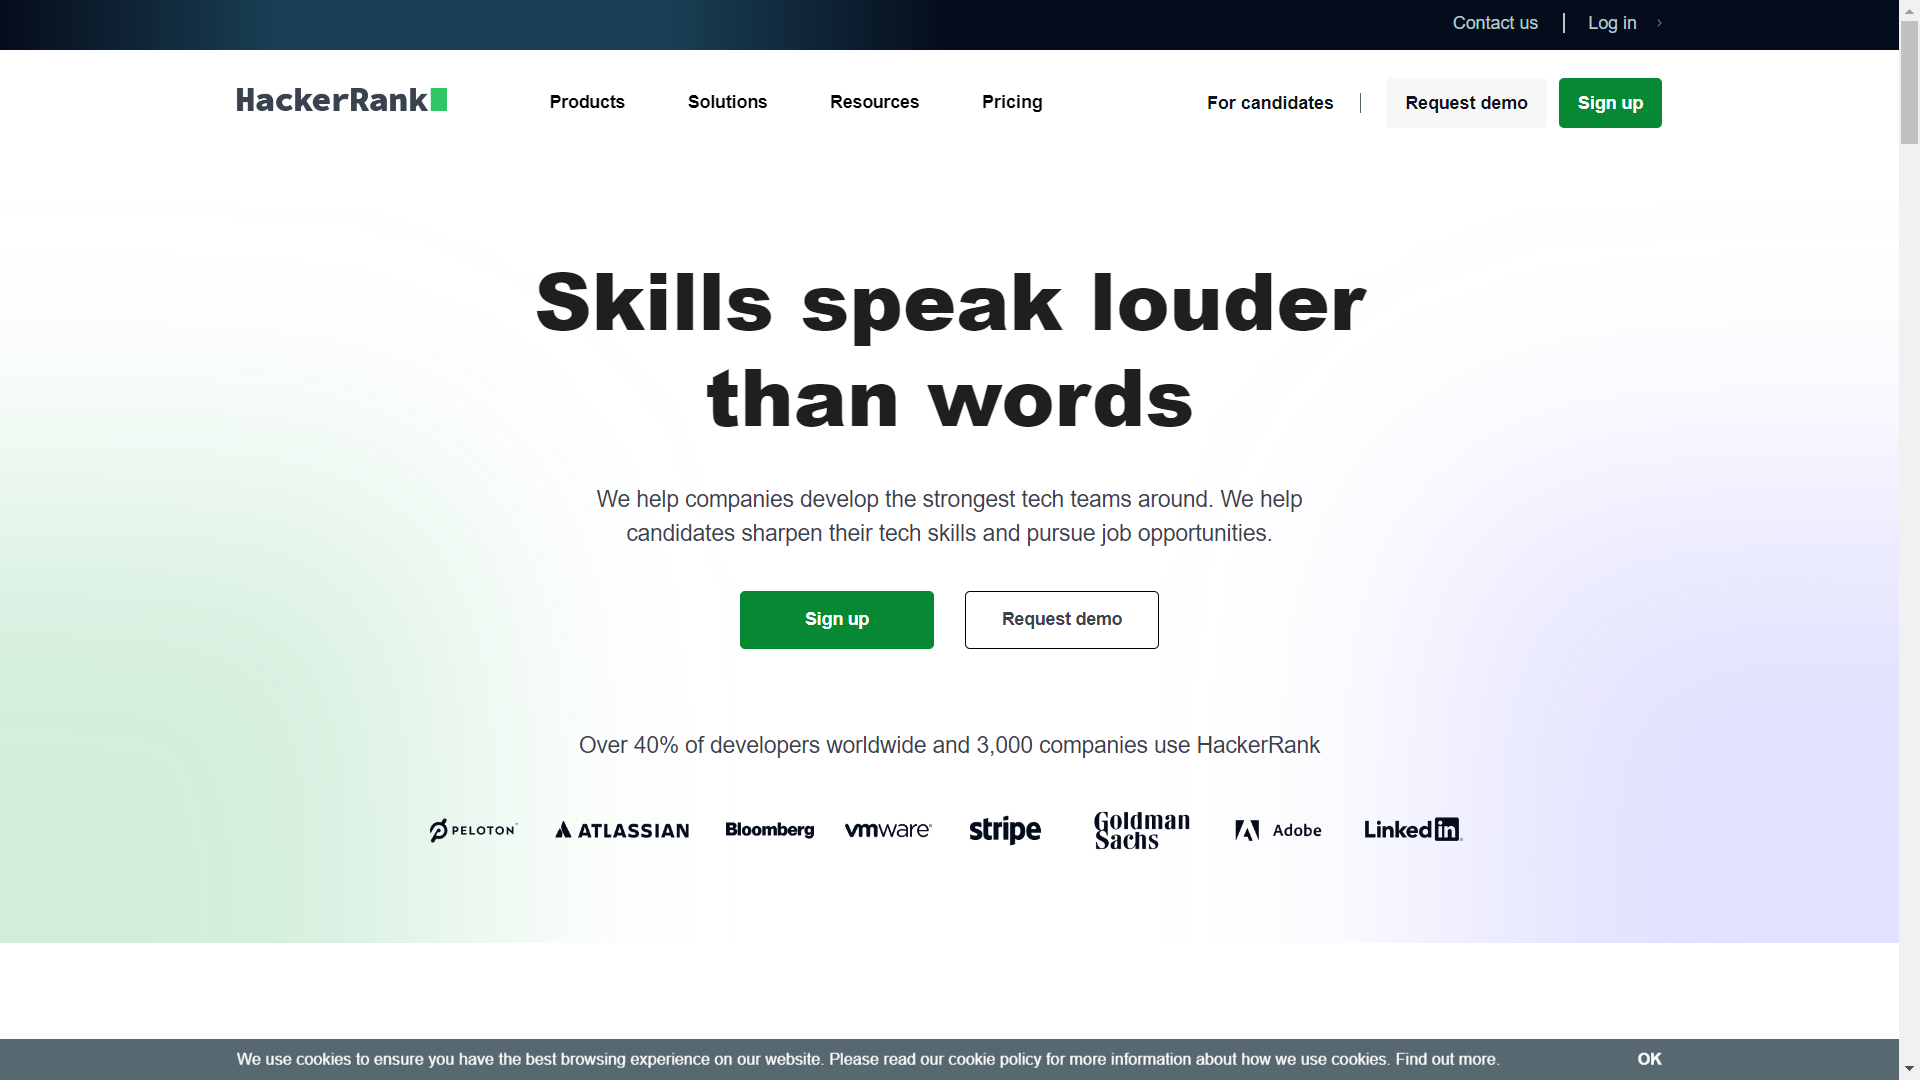 Contact us
Log in
HackerRank
Products
Solutions
Resources
Pricing
For candidates
Request demo
Sign up
Skills speak louder
than words
We help companies develop the strongest tech teams around. We help
candidates sharpen their tech skills and pursue job opportunities.
Sign up
Request demo
Over 40% of developers worldwide and 3,000 companies use HackerRank
PELOTON
ATLASSIAN
Bloomberg
vmware
stripe
Goldman
Sachs
Adobe
LinkedIn
We use cookies to ensure you have the best browsing experience on our website. Please read our cookie policy for more information about how we use cookies. Find out more.
OK